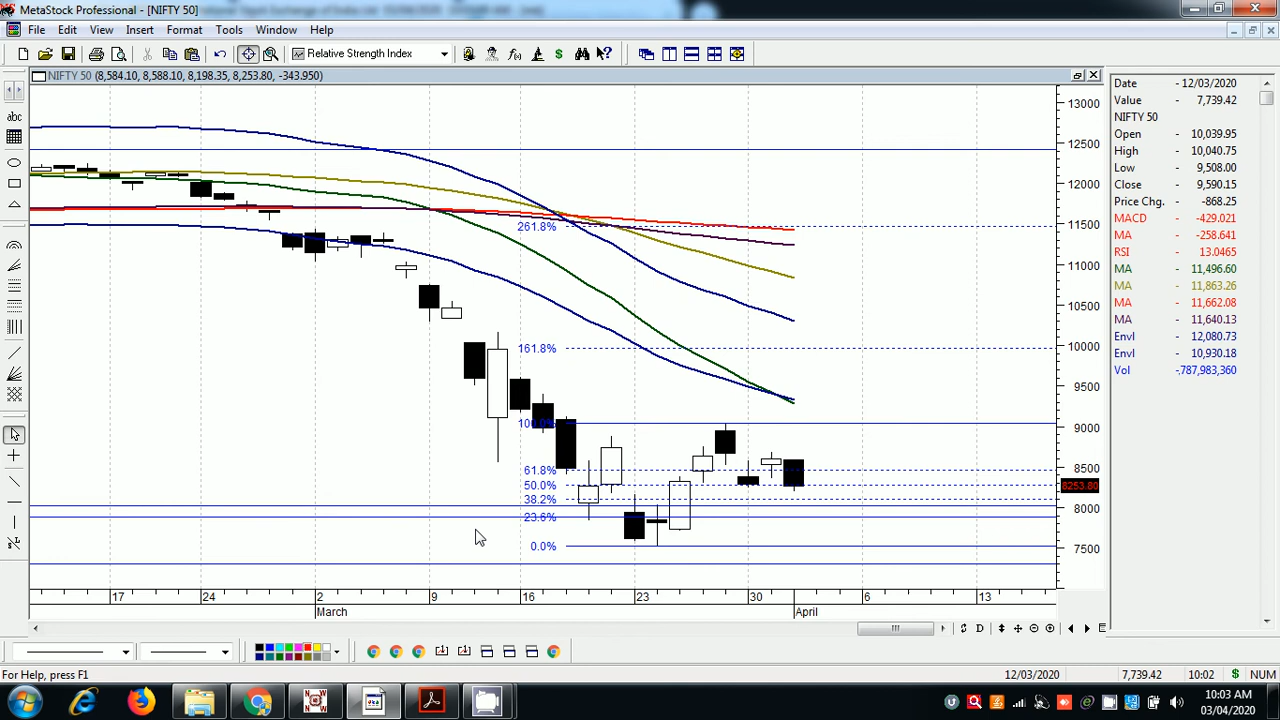 MetaStock Professional - [NIFTY 50]
File Edit View Insert Format Tools Window Help
Relative Strength Index
NIFTY 50 (8,584.10, 8,588.10, 8,198.35, 8,253.80, -343.950)
abc
13000
12500
12000
11500
11000
10500
10000
9500
9000
8500
8253.80
8000
7500
261.8%
161.8%
100.0%
61.8%
50.0%
38.2%
23.6%
0.0%
17 24 2 9 16 23 30 6 13
March April
Date - 12/03/2020
Value - 7,739.42
NIFTY 50
Open - 10,039.95
High - 10,040.75
Low - 9,508.00
Close - 9,590.15
Price Chg. - -868.25
MACD -429.021
MA -258.641
RSI 13.0465
MA - 11,496.60
MA - 11,863.26
MA - 11,662.08
MA - 11,640.13
Envl - 12,080.73
Envl - 10,930.18
Vol -787,983,360
D
For Help, press F1
12/03/2020 7,739.42 10:02 $ NUM
10:03 AM
03/04/2020